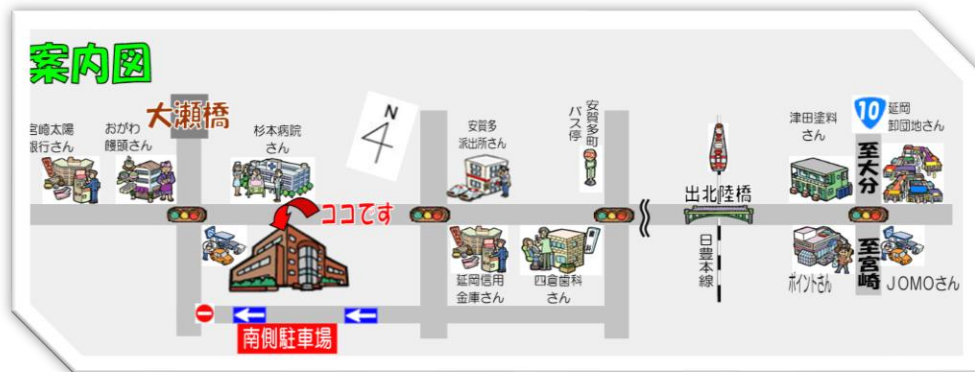 案内図
大瀬橋
宮崎太陽
銀行さん
おがわ
饅頭さん
杉本病院
さん
N
安賀多
派出所さん
安賀多町
バス停
津田塗料
さん
10
延岡
卸団地さん
至大分
ココです
出北陸橋
日豊本線
延岡信用
金庫さん
四倉歯科
さん
ポイントさん
至宮崎
JOMOさん
南側駐車場